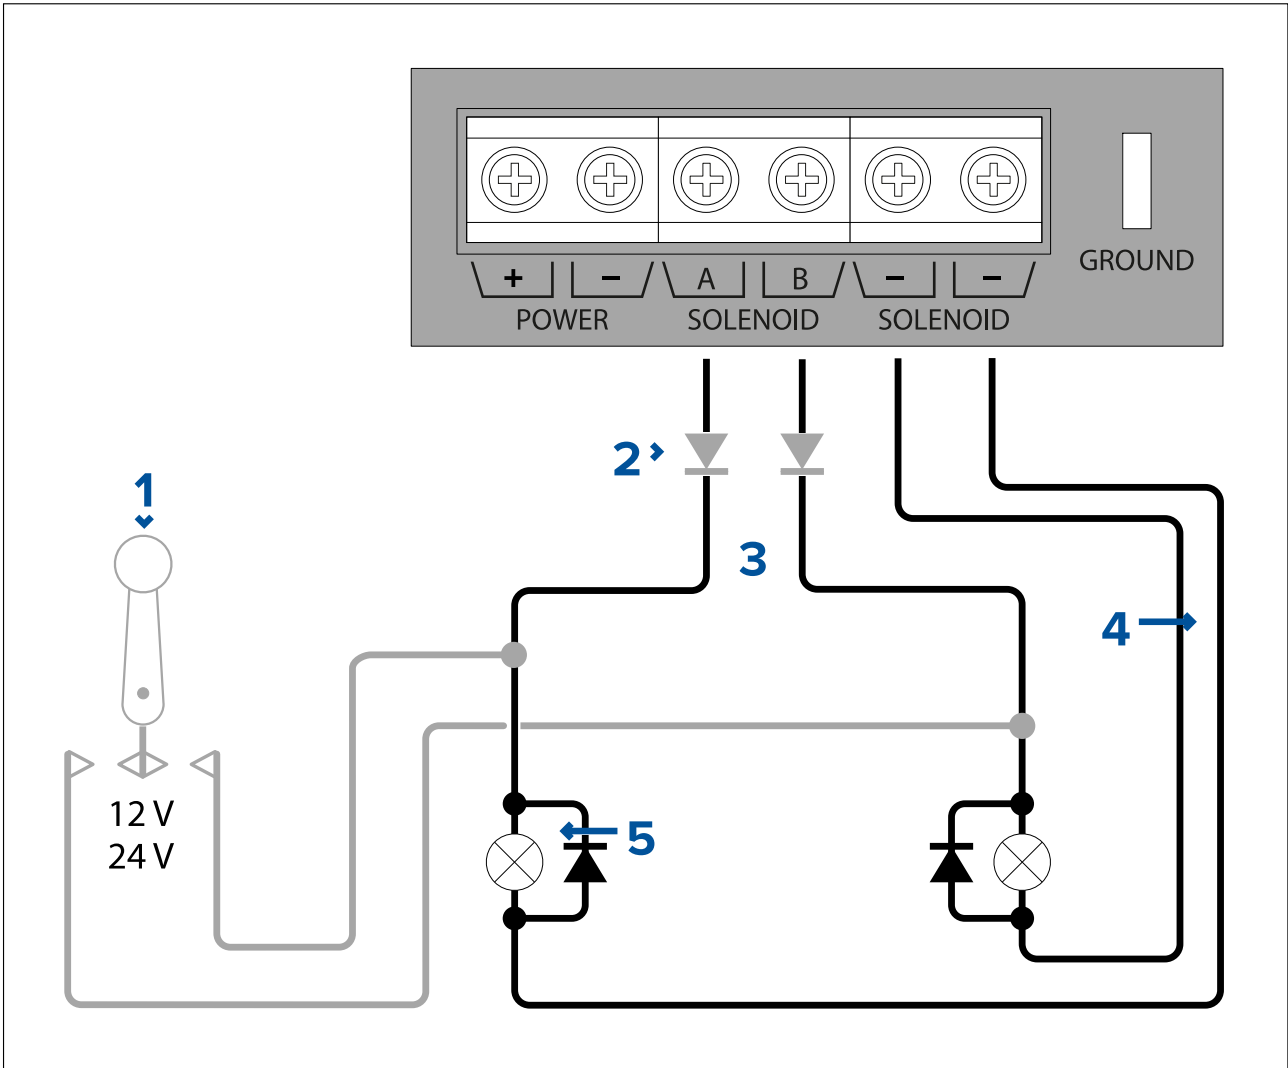 + − A B − −
POWER SOLENOID SOLENOID
GROUND
2
1
3
4
12 V
24 V
5